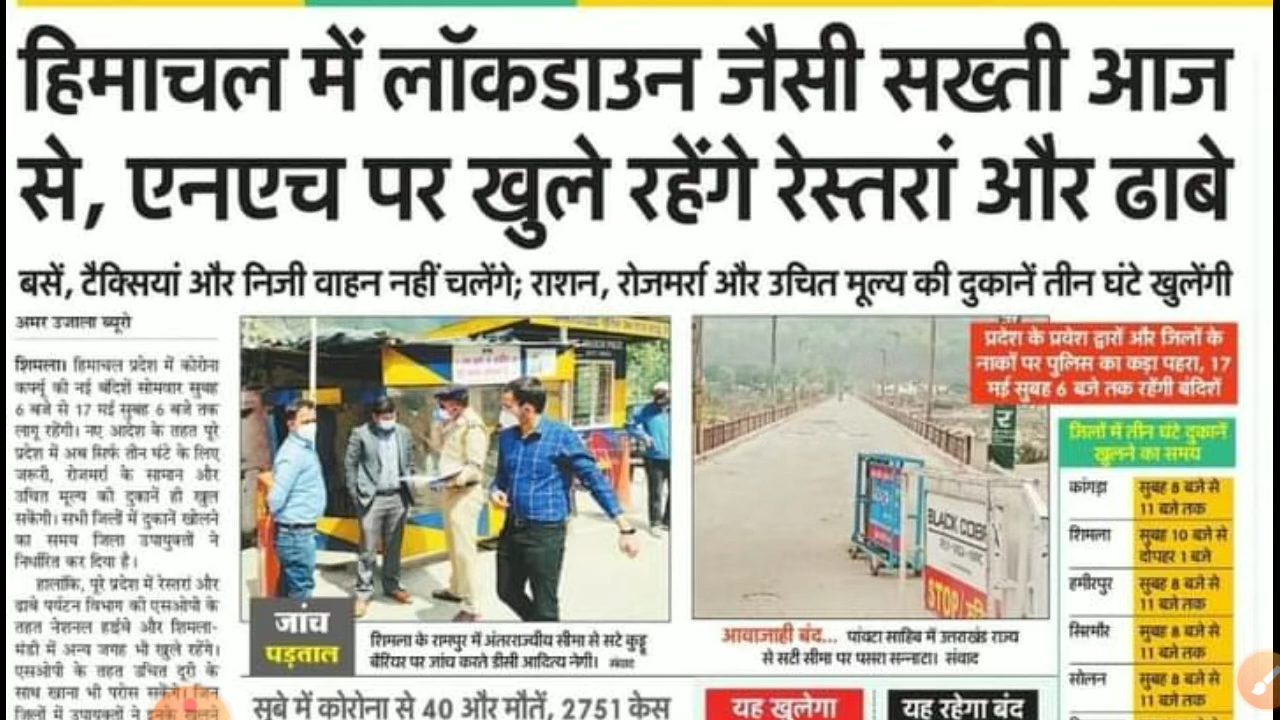 हिमाचल में लॉकडाउन जैसी सख्ती आज
से, एनएच पर खुले रहेंगे रेस्तरां और ढाबे
बसें, टैक्सियां और निजी वाहन नहीं चलेंगे; राशन, रोजमर्रा और उचित मूल्य की दुकानें तीन घंटे खुलेंगी
अमर उजाला ब्यूरो
शिमला। हिमाचल प्रदेश में कोरोना
कर्फ्यू की नई बंदिशें सोमवार सुबह
6 बजे से 17 मई सुबह 6 बजे तक
लागू रहेंगी। नए आदेश के तहत पूरे
प्रदेश में अब सिर्फ तीन घंटे के लिए
जरूरी, रोजमर्रा के सामान और
उचित मूल्य की दुकानें ही खुल
सकेंगी। सभी जिलों में दुकानें खोलने
का समय जिला उपायुक्तों ने
निर्धारित कर दिया है।
हालांकि, पूरे प्रदेश में रेस्तरां और
ढाबे पर्यटन विभाग की एसओपी के
तहत नेशनल हाईवे और शिमला-
मंडी में अन्य जगह भी खुले रहेंगे।
एसओपी के तहत उचित दूरी के
साथ खाना भी परोस सकेंगे। जिन
जिलों में उपायुक्तों ने इनके खुलने
जांच
पड़ताल
शिमला के रामपुर में अंतरराज्यीय सीमा से सटे कुड्डू
बैरियर पर जांच करते डीसी आदित्य नेगी। संवाद
BLACK COBR
STOP/
आवाजाही बंद... पांवटा साहिब में उत्तराखंड राज्य
से सटी सीमा पर पसरा सन्नाटा। संवाद
प्रदेश के प्रवेश द्वारों और जिलों के
नाकों पर पुलिस का कड़ा पहरा, 17
मई सुबह 6 बजे तक रहेंगी बंदिशें
जिलों में तीन घंटे दुकानें
खुलने का समय
कांगड़ा सुबह 8 बजे से
11 बजे तक
शिमला सुबह 10 बजे से
दोपहर 1 बजे
हमीरपुर सुबह 8 बजे से
11 बजे तक
सिरमौर सुबह 8 बजे से
11 बजे तक
सोलन सुबह 8 बजे से
11 बजे तक
सूबे में कोरोना से 40 और मौतें, 2751 केस
यह खुलेगा
यह रहेगा बंद